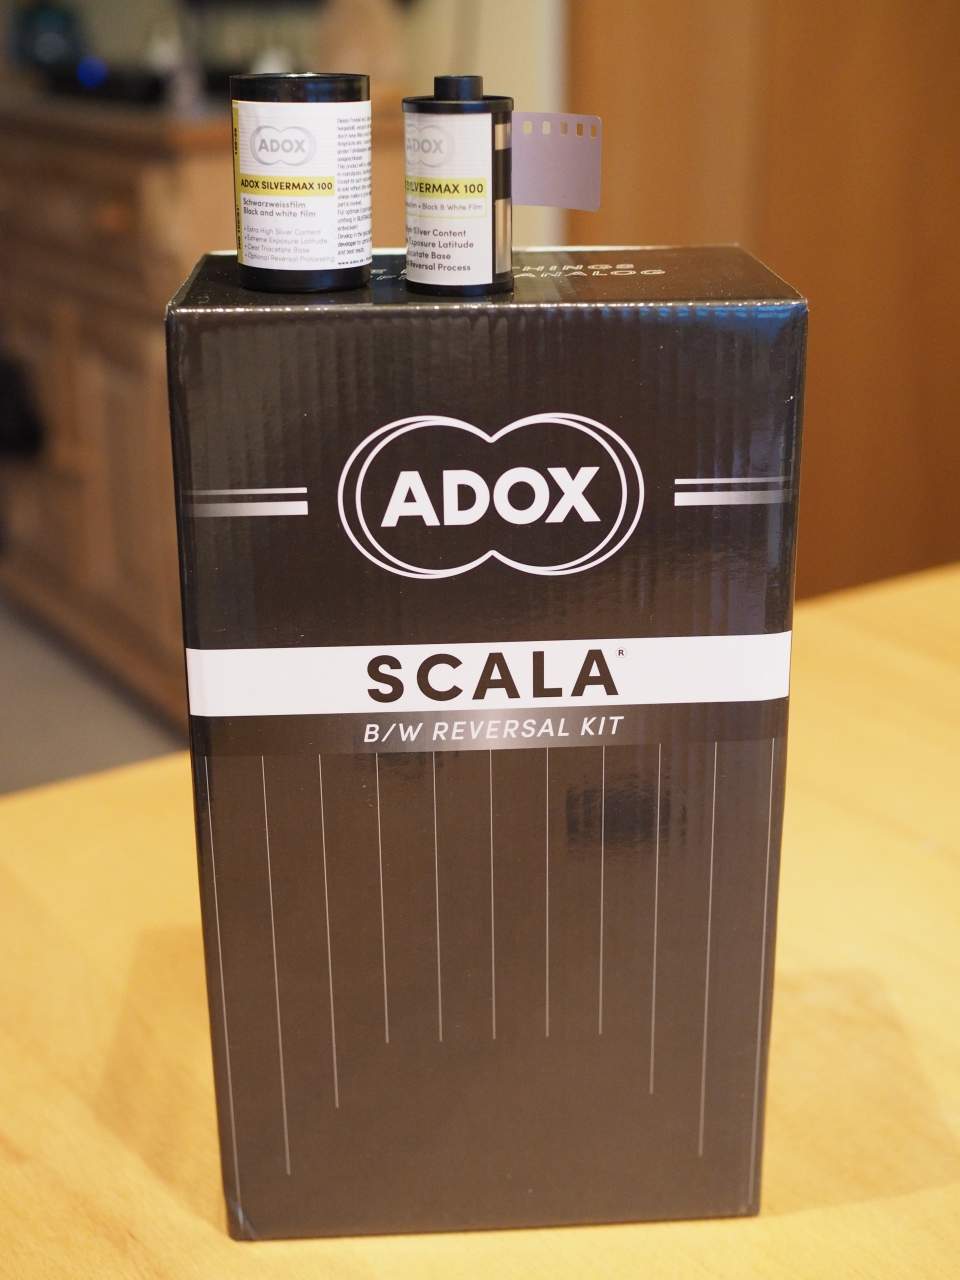 ADOX
ADOX SILVERMAX 100
Schwarzweissfilm
Black and white film
• Extra High Silver Content
• Extreme Exposure Latitude
• Clear Triacetate Base
• Optional Reversal Processing
ADOX
SILVERMAX 100
• Black & White Film
Silver Content
Exposure Latitude
Triacetate Base
Reversal Process
THINGS
ANALOG
ADOX
SCALA®
B/W REVERSAL KIT